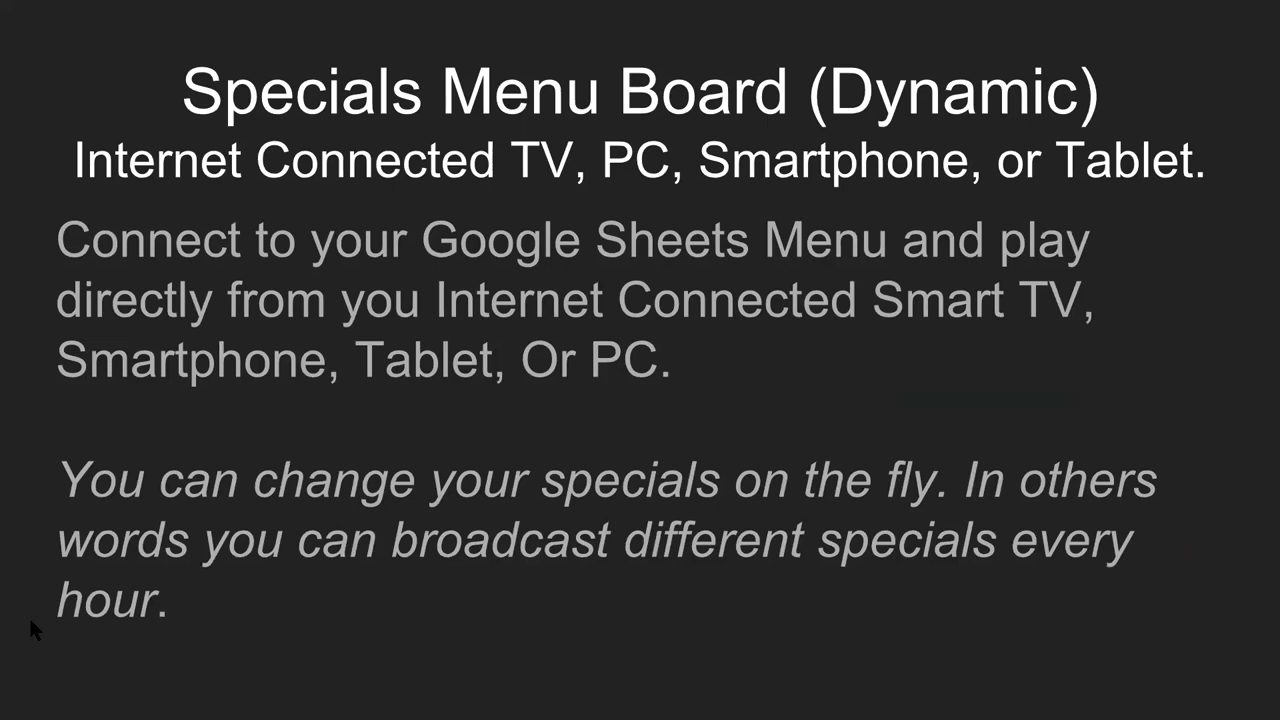 Specials Menu Board (Dynamic)
Internet Connected TV, PC, Smartphone, or Tablet.
Connect to your Google Sheets Menu and play
directly from you Internet Connected Smart TV,
Smartphone, Tablet, Or PC.
You can change your specials on the fly. In others
words you can broadcast different specials every
hour.